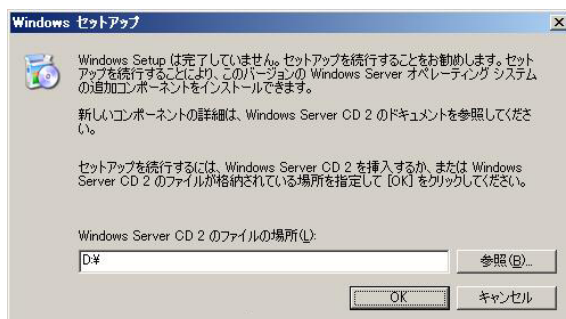 Windows セットアップ
Windows Setup は完了していません。セットアップを続行することをお勧めします。セット
アップを続行することにより、このバージョンの Windows Server オペレーティング システム
の追加コンポーネントをインストールできます。
新しいコンポーネントの詳細は、Windows Server CD 2 のドキュメントを参照してくださ
い。
セットアップを続行するには、Windows Server CD 2 を挿入するか、または Windows
Server CD 2 のファイルが格納されている場所を指定して [OK] をクリックしてください。
Windows Server CD 2 のファイルの場所(L):
D:¥
参照(B)...
OK
キャンセル